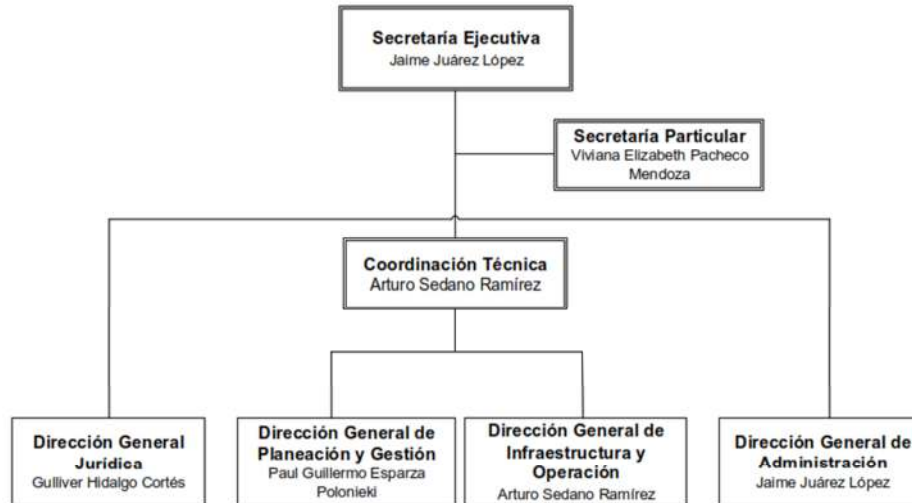 Secretaría Ejecutiva
Jaime Juárez López
Secretaría Particular
Viviana Elizabeth Pacheco
Mendoza
Coordinación Técnica
Arturo Sedano Ramírez
Dirección General
Jurídica
Gulliver Hidalgo Cortés
Dirección General de
Planeación y Gestión
Paul Guillermo Esparza
Polonieki
Dirección General de
Infraestructura y
Operación
Arturo Sedano Ramírez
Dirección General de
Administración
Jaime Juárez López